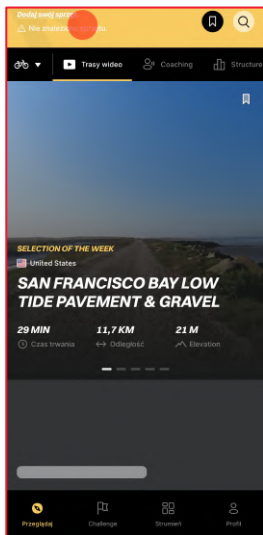 Dodaj swój sprzęt.
Nie znaleziono sprzętu.
Trasy wideo
Coaching
Structure
SELECTION OF THE WEEK
United States
SAN FRANCISCO BAY LOW
TIDE PAVEMENT & GRAVEL
29 MIN 11,7 KM 21 M
Czas trwania Odległość Elevation
Przeglądaj Challenge Strumień Profil